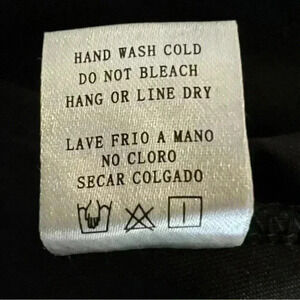 HAND WASH COLD
DO NOT BLEACH
HANG OR LINE DRY
LAVE FRIO A MANO
NO CLORO
SECAR COLGADO